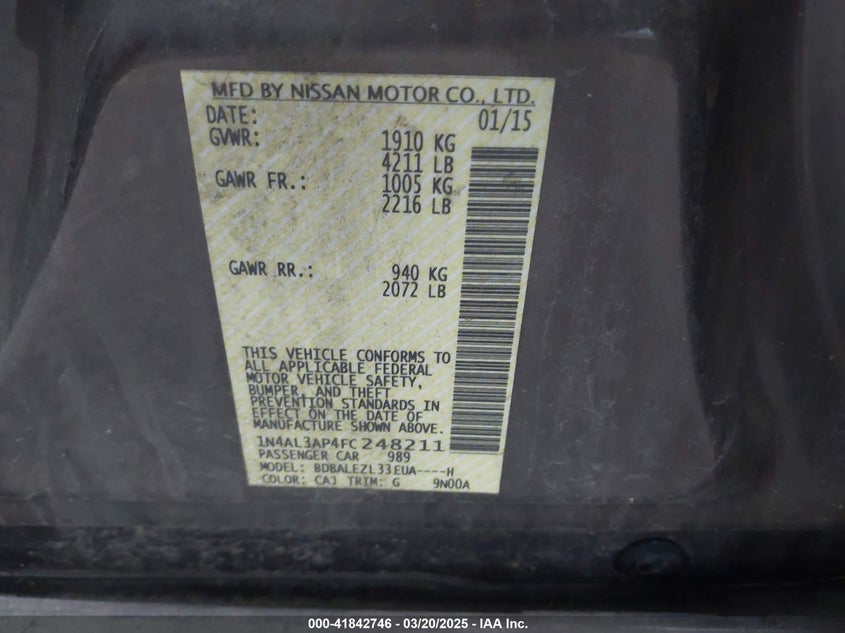 MFD BY NISSAN MOTOR CO., LTD.
DATE: 01/15
GVWR: 1910 KG
4211 LB
GAWR FR.: 1005 KG
2216 LB
GAWR RR.: 940 KG
2072 LB
THIS VEHICLE CONFORMS TO
ALL APPLICABLE FEDERAL
MOTOR VEHICLE SAFETY,
BUMPER, AND THEFT
PREVENTION STANDARDS IN
EFFECT ON THE DATE OF
MANUFACTURE SHOWN ABOVE.
1N4AL3AP4FC248211
PASSENGER CAR 989
MODEL: BDBALEZL33EUA----H
COLOR: CAJ TRIM: G 9N00A
000-41842746 — 03/20/2025 — IAA Inc.